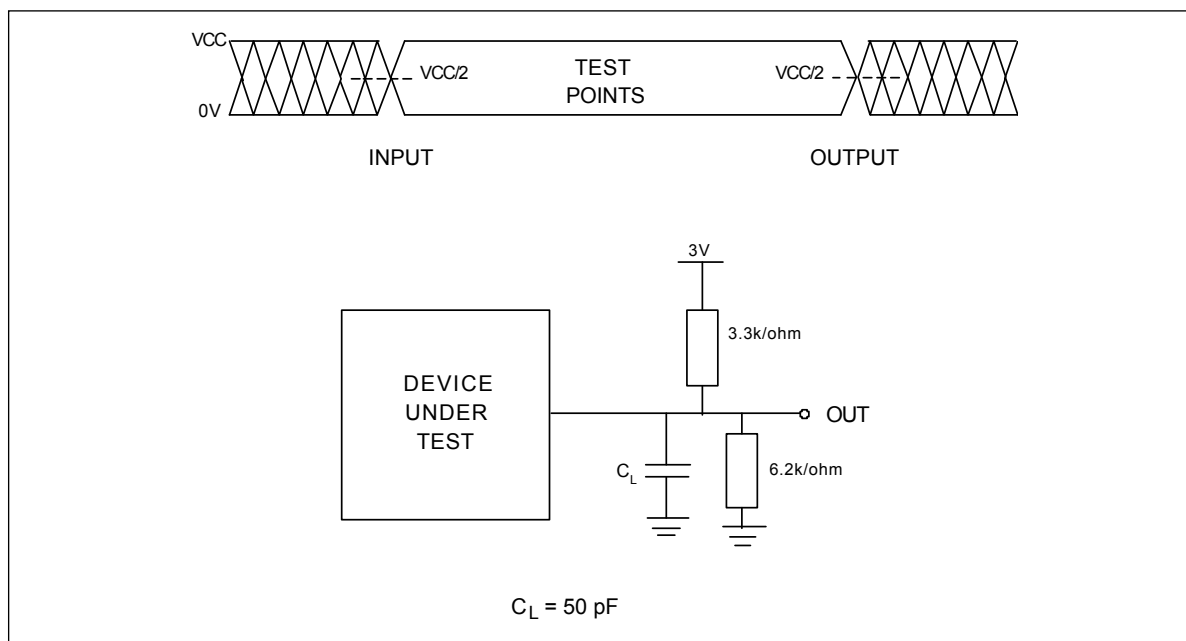 VCC
VCC/2
TEST
POINTS
VCC/2
0V
INPUT
OUTPUT
3V
3.3k/ohm
DEVICE
UNDER
TEST
OUT
C_L
6.2k/ohm
C_L = 50 pF